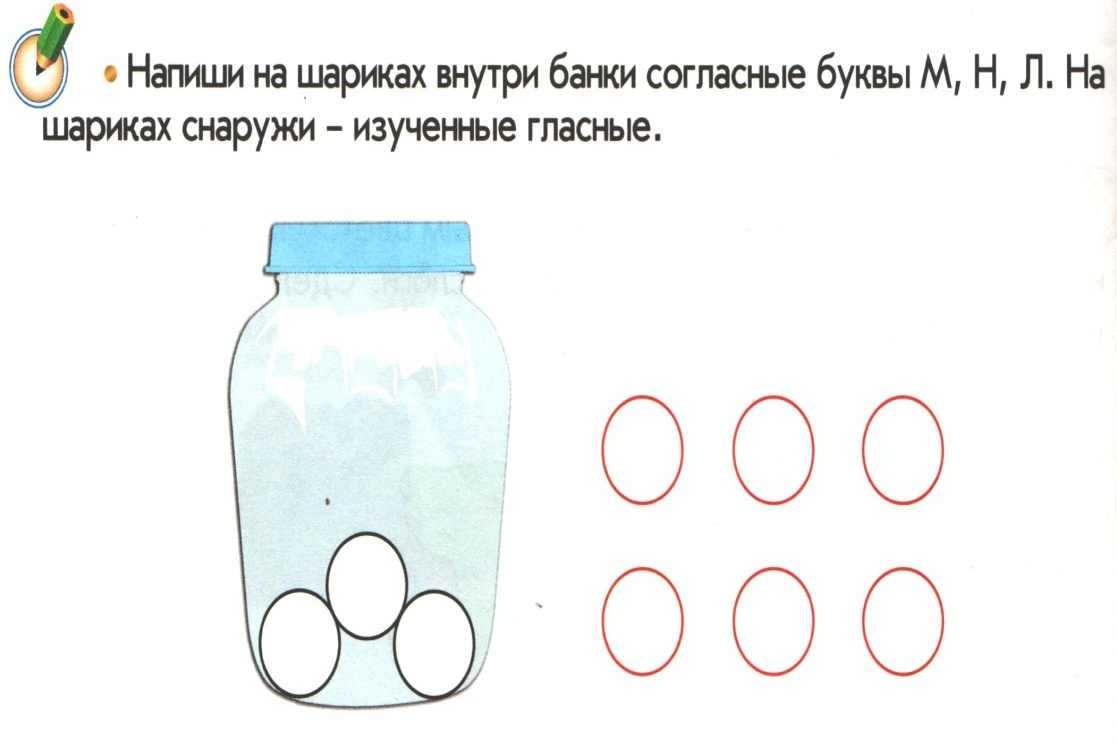 • Напиши на шариках внутри банки согласные буквы М, Н, Л. На
шариках снаружи – изученные гласные.